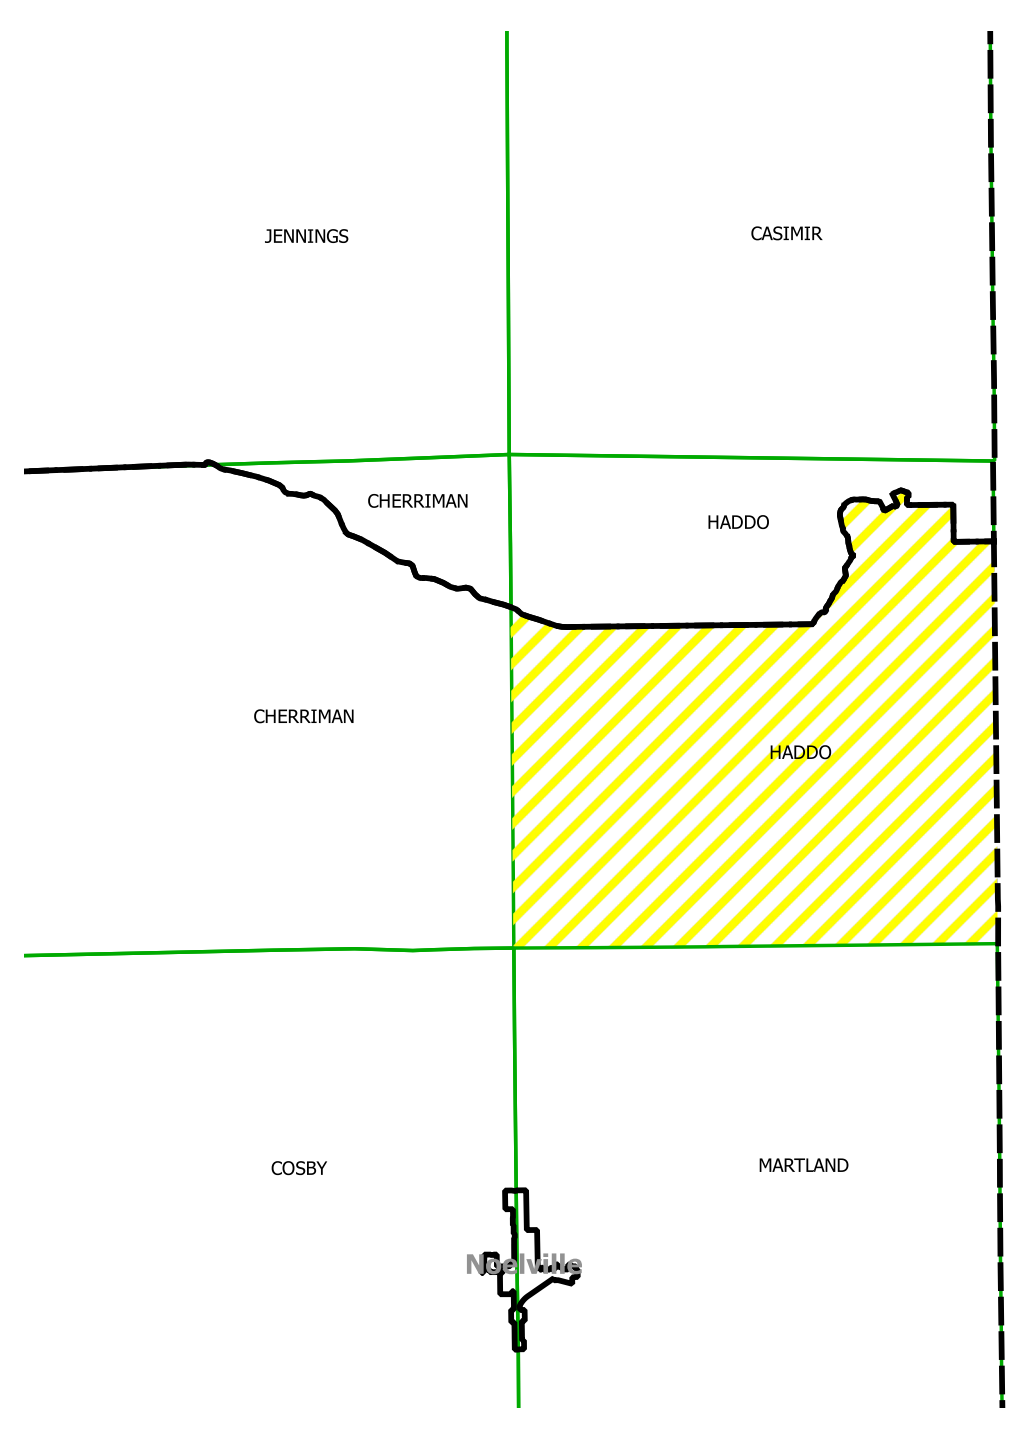 JENNINGS
CASIMIR
CHERRIMAN
HADDO
CHERRIMAN
HADDO
COSBY
MARTLAND
Noelville